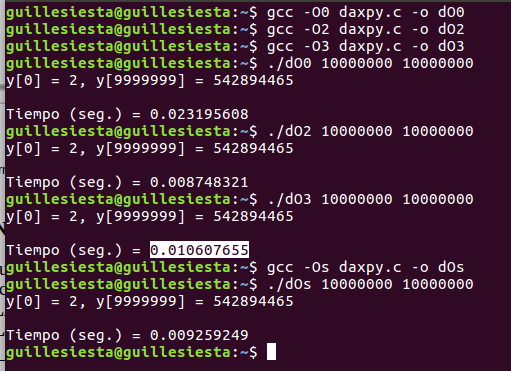 guillesiesta@guillesiesta:~$ gcc -O0 daxpy.c -o dO0
guillesiesta@guillesiesta:~$ gcc -O2 daxpy.c -o dO2
guillesiesta@guillesiesta:~$ gcc -O3 daxpy.c -o dO3
guillesiesta@guillesiesta:~$ ./dO0 10000000 10000000
y[0] = 2, y[9999999] = 542894465
Tiempo (seg.) = 0.023195608
guillesiesta@guillesiesta:~$ ./dO2 10000000 10000000
y[0] = 2, y[9999999] = 542894465
Tiempo (seg.) = 0.008748321
guillesiesta@guillesiesta:~$ ./dO3 10000000 10000000
y[0] = 2, y[9999999] = 542894465
Tiempo (seg.) = 0.010607655
guillesiesta@guillesiesta:~$ gcc -Os daxpy.c -o dOs
guillesiesta@guillesiesta:~$ ./dOs 10000000 10000000
y[0] = 2, y[9999999] = 542894465
Tiempo (seg.) = 0.009259249
guillesiesta@guillesiesta:~$